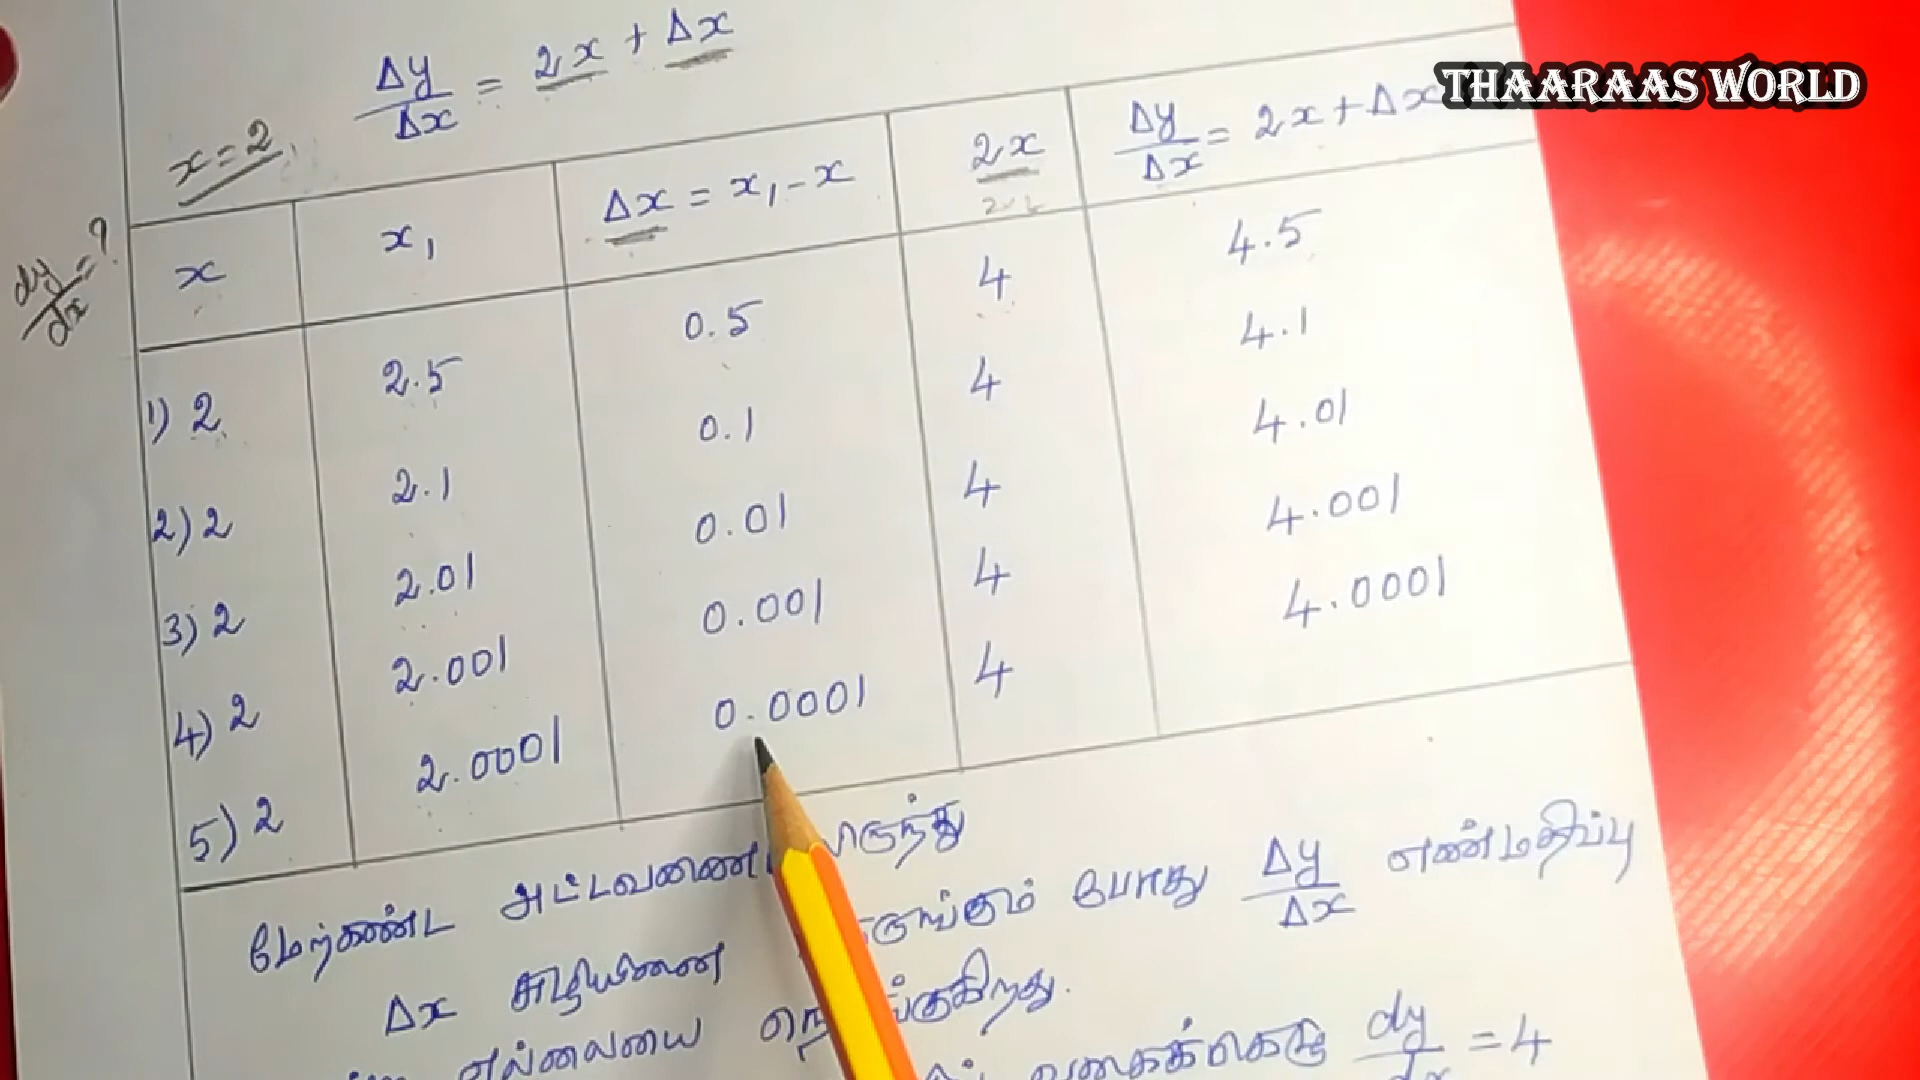 THAARAAS WORLD
Δy/Δx = 2x + Δx
x = 2,
dy/dx = ?
x x₁ Δx = x₁ - x 2x Δy/Δx = 2x + Δx
1) 2 2.5 0.5 4 4.5
2) 2 2.1 0.1 4 4.1
3) 2 2.01 0.01 4 4.01
4) 2 2.001 0.001 4 4.001
5) 2 2.0001 0.0001 4 4.0001
மேற்கண்ட
Δx சுழியினை போது Δy/Δx எண்மதிப்பு
எல்லையை
வகைக்கெழு dy/dx = 4